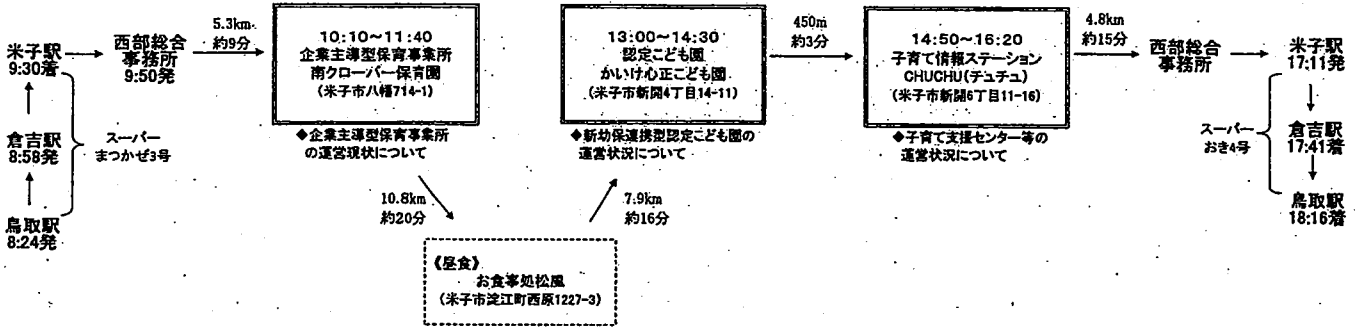 米子駅
9:30着
倉吉駅
8:58発
鳥取駅
8:24発
スーパー
まつかぜ3号
西部総合
事務所
9:50発
5.3km
約9分
10:10～11:40
企業主導型保育事業所
南クローバー保育園
(米子市八幡714-1)
◆企業主導型保育事業所
の運営現状について
10.8km
約20分
《昼食》
お食事処松風
(米子市淀江町西原1227-3)
7.9km
約16分
13:00～14:30
認定こども園
かいけ心正こども園
(米子市新開4丁目14-11)
◆新幼保連携型認定こども園の
運営状況について
450m
約3分
14:50～16:20
子育て情報ステーション
CHUCHU(チュチュ)
(米子市新開6丁目11-16)
◆子育て支援センター等の
運営状況について
4.8km
約15分
西部総合
事務所
米子駅
17:11発
倉吉駅
17:41着
鳥取駅
18:16着
スーパー
おき4号